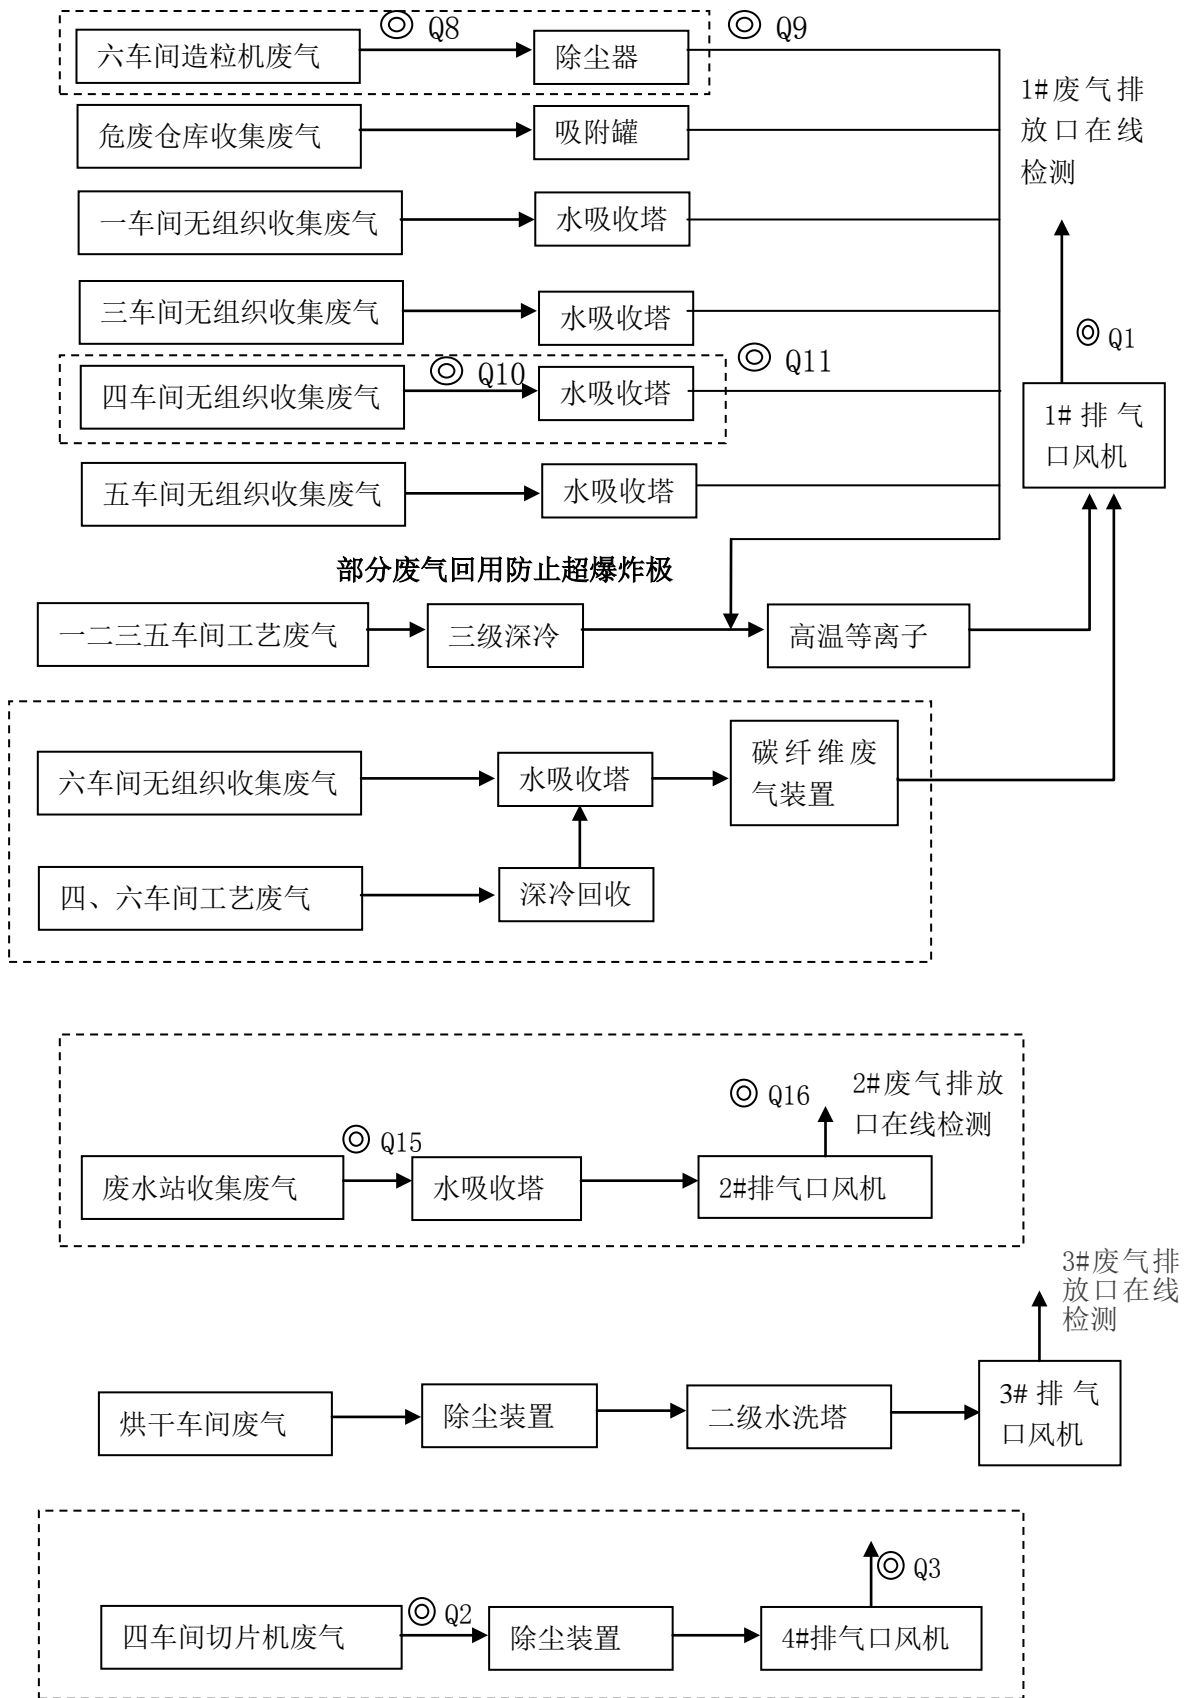 ◎ Q8
◎ Q9
六车间造粒机废气
除尘器
1#废气排
放口在线
检测
危废仓库收集废气
吸附罐
一车间无组织收集废气
水吸收塔
三车间无组织收集废气
水吸收塔
◎ Q1
◎ Q10
◎ Q11
四车间无组织收集废气
水吸收塔
1#排气
口风机
五车间无组织收集废气
水吸收塔
部分废气回用防止超爆炸极
一二三五车间工艺废气
三级深冷
高温等离子
六车间无组织收集废气
水吸收塔
碳纤维废
气装置
四、六车间工艺废气
深冷回收
◎ Q16
2#废气排放
口在线检测
◎ Q15
废水站收集废气
水吸收塔
2#排气口风机
3#废气排
放口在线
检测
烘干车间废气
除尘装置
二级水洗塔
3#排气
口风机
◎ Q3
◎ Q2
四车间切片机废气
除尘装置
4#排气口风机